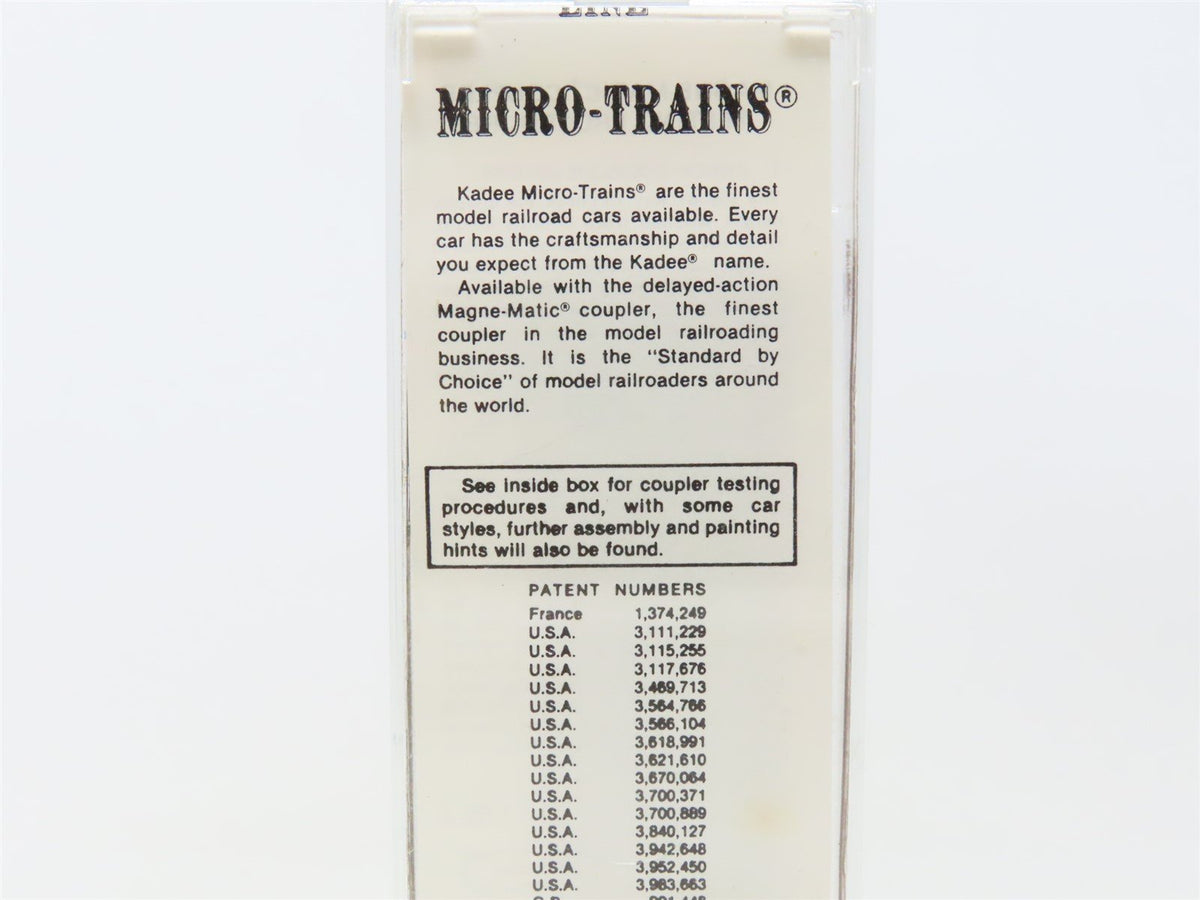 LINE
MICRO-TRAINS®
Kadee Micro-Trains® are the finest
model railroad cars available. Every
car has the craftsmanship and detail
you expect from the Kadee® name.
Available with the delayed-action
Magne-Matic® coupler, the finest
coupler in the model railroading
business. It is the "Standard by
Choice" of model railroaders around
the world.
See inside box for coupler testing
procedures and, with some car
styles, further assembly and painting
hints will also be found.
PATENT NUMBERS
France 1,374,249
U.S.A. 3,111,229
U.S.A. 3,115,255
U.S.A. 3,117,676
U.S.A. 3,469,713
U.S.A. 3,564,766
U.S.A. 3,566,104
U.S.A. 3,618,991
U.S.A. 3,621,610
U.S.A. 3,670,064
U.S.A. 3,700,371
U.S.A. 3,700,889
U.S.A. 3,840,127
U.S.A. 3,942,648
U.S.A. 3,952,450
U.S.A. 3,983,663